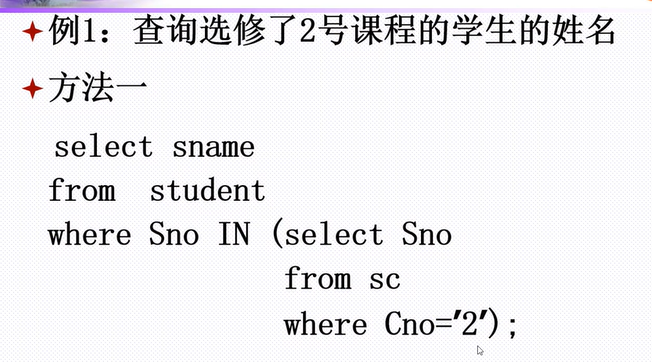 例1：查询选修了2号课程的学生的姓名
方法一
select sname
from student
where Sno IN (select Sno
from sc
where Cno='2');